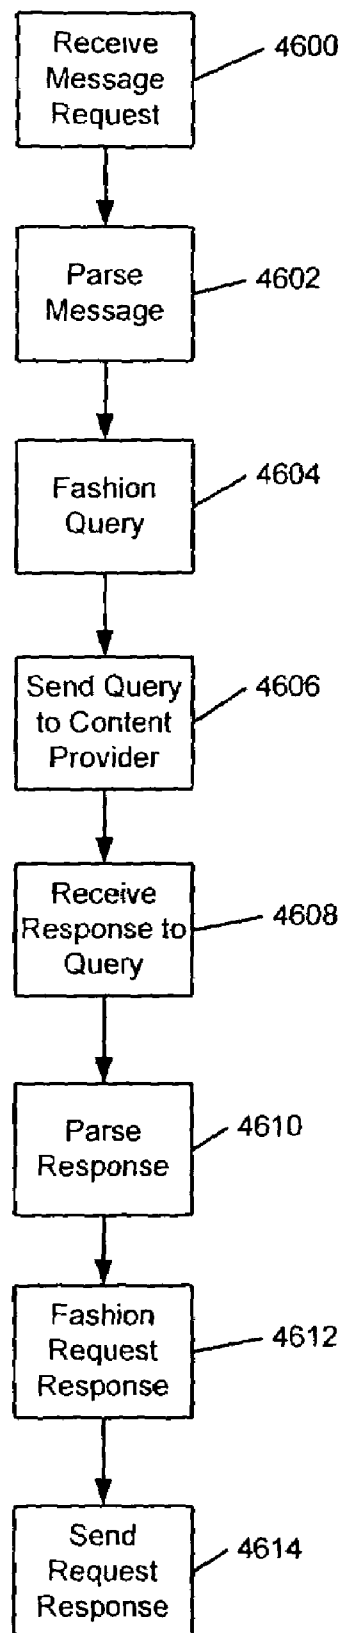 Receive
Message
Request
4600
Parse
Message
4602
Fashion
Query
4604
Send Query
to Content
Provider
4606
Receive
Response to
Query
4608
Parse
Response
4610
Fashion
Request
Response
4612
Send
Request
Response
4614